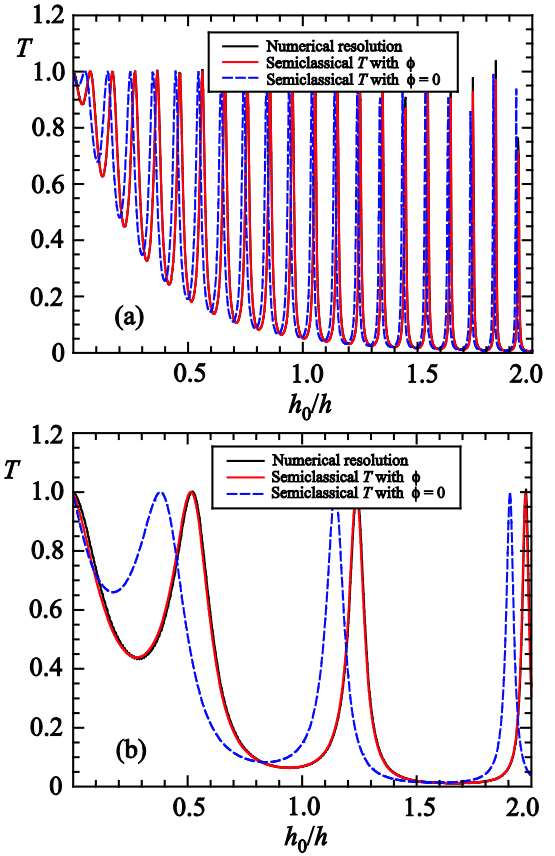 1.2
Numerical resolution
Semiclassical T with ϕ
Semiclassical T with ϕ = 0
T
1.0
0.8
0.6
0.4
0.2
(a)
0
0.5 1.0 1.5 2.0
h0/h
1.2
Numerical resolution
Semiclassical T with ϕ
Semiclassical T with ϕ = 0
T
1.0
0.8
0.6
0.4
0.2
(b)
0
0.5 1.0 1.5 2.0
h0/h